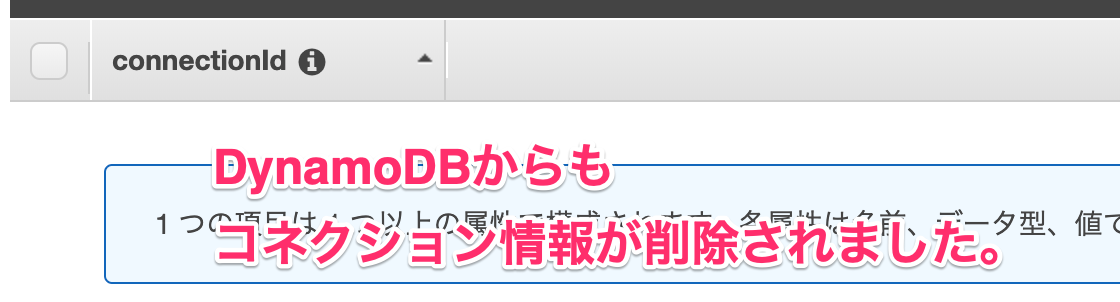 connectionId
DynamoDBからも
1 つの項目は 1 つ以上の属性で構成されます。各属性は名前、データ型、値で
コネクション情報が削除されました。